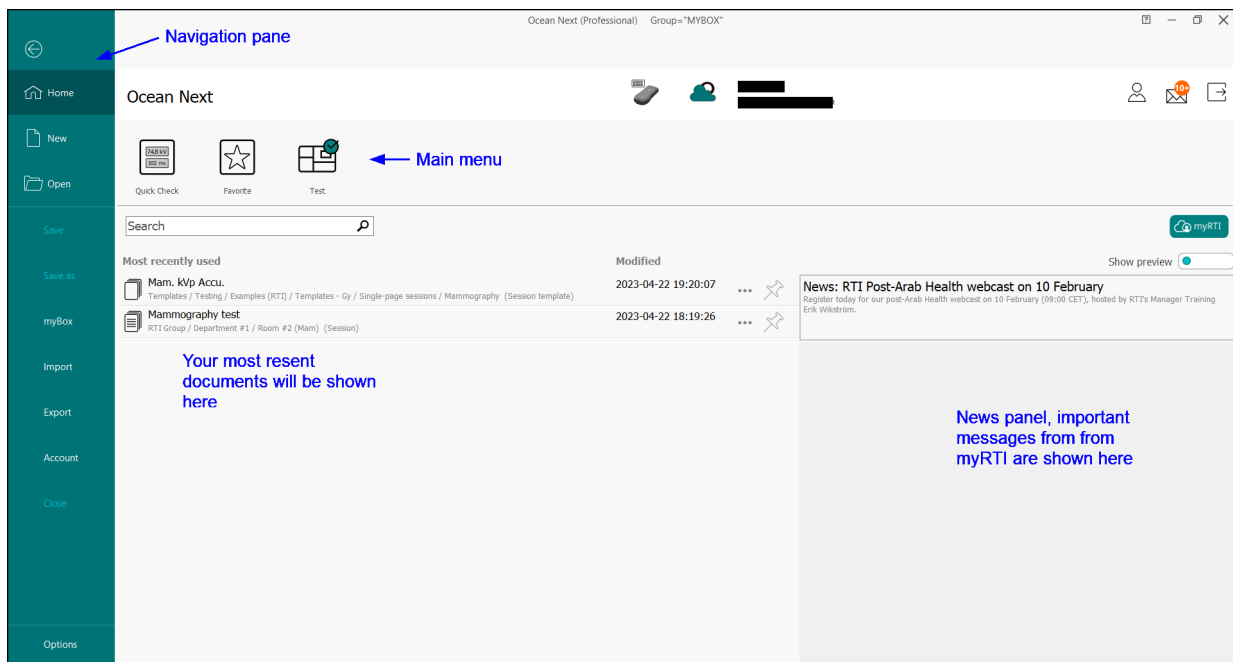 Ocean Next (Professional) Group="MYBOX"
Navigation pane
Home
Ocean Next
10+
New
74.8 kV
102 ms
Main menu
Open
Quick Check
Favorite
Test
Save
Search
myRTI
Most recently used
Modified
Show preview
Save as
Mam. kVp Accu.
2023-04-22 19:20:07
Templates / Testing / Examples (RTI) / Templates - Gy / Single-page sessions / Mammography (Session template)
News: RTI Post-Arab Health webcast on 10 February
Register today for our post-Arab Health webcast on 10 February (09:00 CET), hosted by RTI's Manager Training
Erik Wikström.
myBox
Mammography test
2023-04-22 18:19:26
RTI Group / Department #1 / Room #2 (Mam) (Session)
Import
Your most resent
documents will be shown
here
Export
News panel, important
messages from from
myRTI are shown here
Account
Close
Options